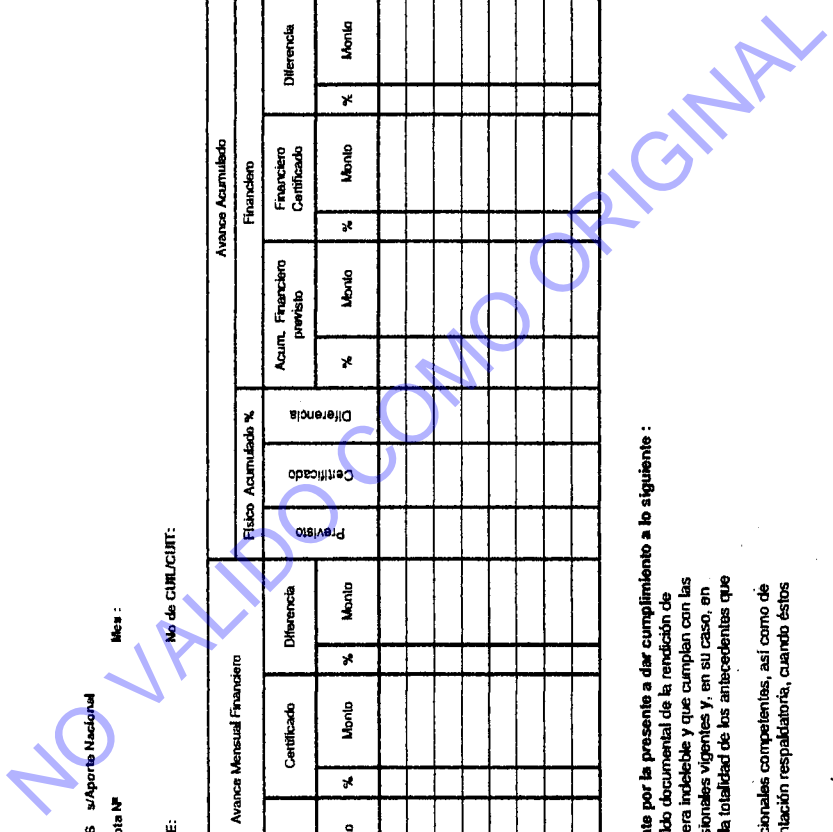 S s/Aporte Nacional
ota Nº Mes :
E: No de CUIL/CUIT:
Avance Mensual Financiero Avance Acumulado
Físico Acumulado % Financiero
Certificado Diferencia Previsto Certificado Diferencia Acum. Financiero previsto Financiero Certificado Diferencia
o % Monto % Monto % Monto % Monto % Monto
te por la presente a dar cumplimiento a lo siguiente :
ldo documental de la rendición de
era indeleble y que cumplan con las
sionales vigentes y, en su caso, en
la totalidad de los antecedentes que
sionales competentes, así como de
ntación respaldatoria, cuando éstos
NO VALIDO COMO ORIGINAL